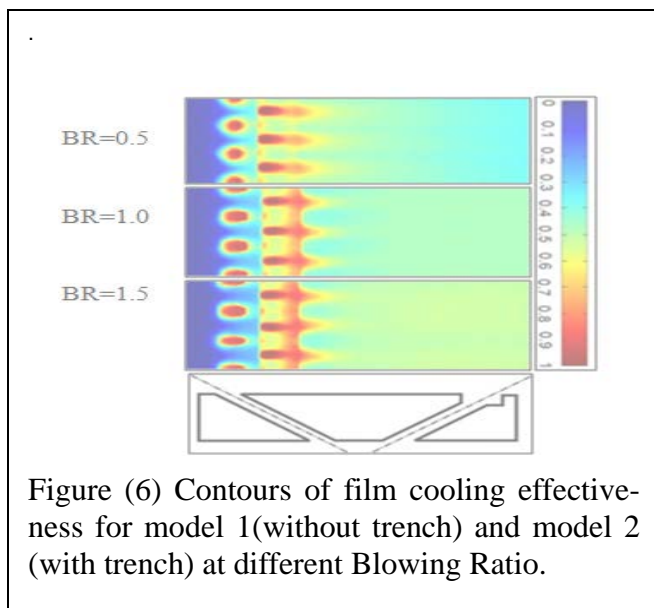 .
BR=0.5
BR=1.0
BR=1.5
0
0.1
0.2
0.3
0.4
0.5
0.6
0.7
0.8
0.9
1
Figure (6) Contours of film cooling effective-
ness for model 1(without trench) and model 2
(with trench) at different Blowing Ratio.